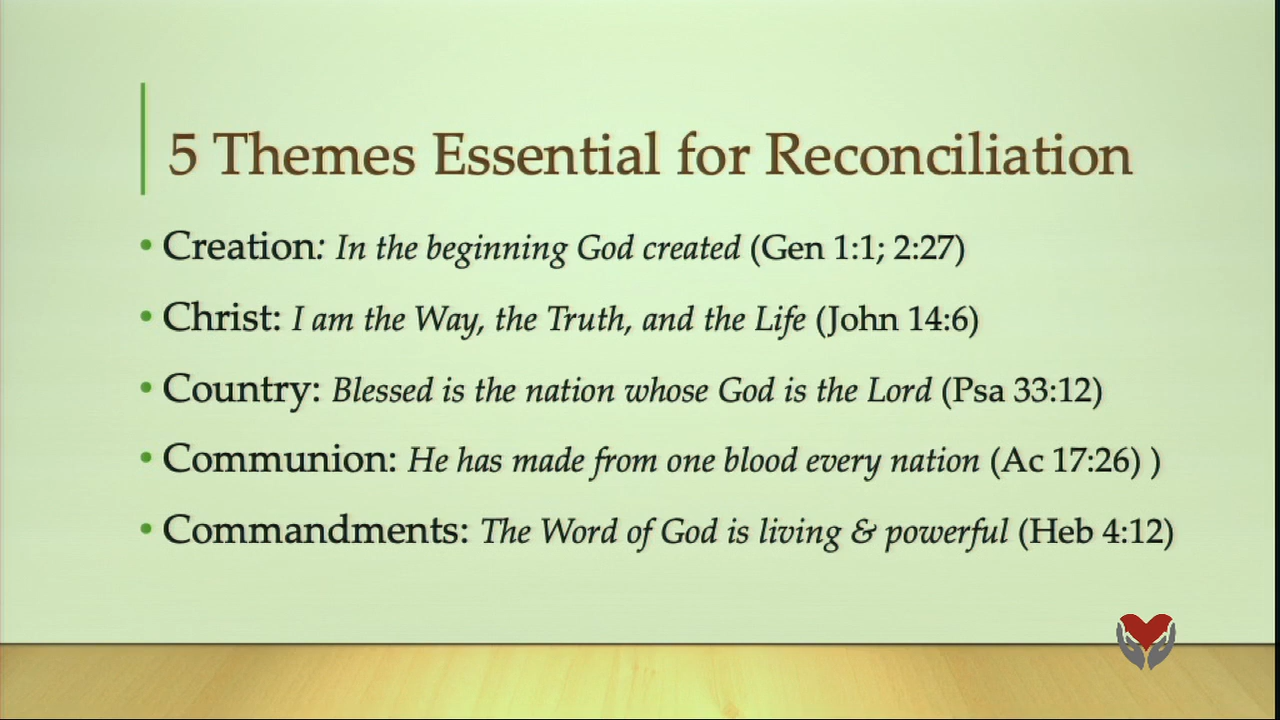 5 Themes Essential for Reconciliation
• Creation: In the beginning God created (Gen 1:1; 2:27)
• Christ: I am the Way, the Truth, and the Life (John 14:6)
• Country: Blessed is the nation whose God is the Lord (Psa 33:12)
• Communion: He has made from one blood every nation (Ac 17:26) )
• Commandments: The Word of God is living & powerful (Heb 4:12)